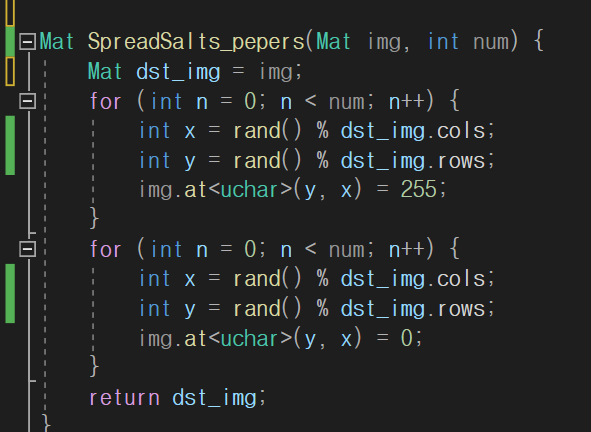 Mat SpreadSalts_pepers(Mat img, int num) {
Mat dst_img = img;
for (int n = 0; n < num; n++) {
int x = rand() % dst_img.cols;
int y = rand() % dst_img.rows;
img.at<uchar>(y, x) = 255;
}
for (int n = 0; n < num; n++) {
int x = rand() % dst_img.cols;
int y = rand() % dst_img.rows;
img.at<uchar>(y, x) = 0;
}
return dst_img;
}